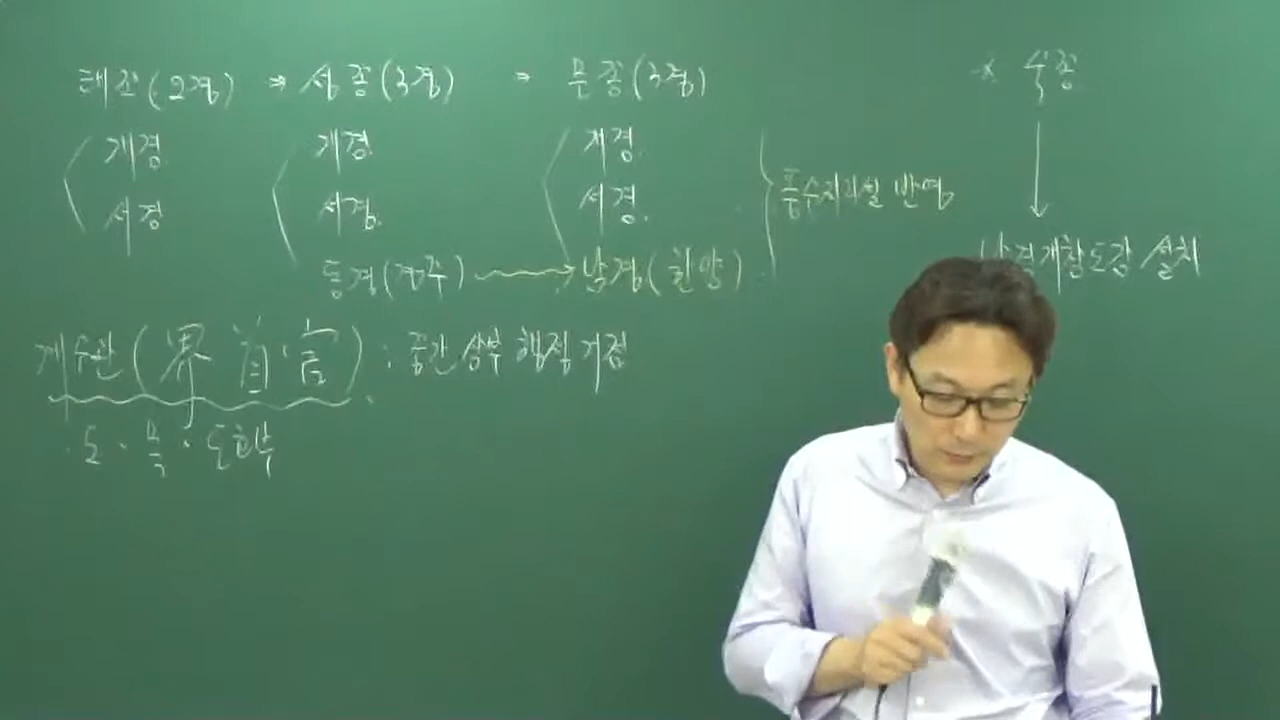 태조(2경) ⇒ 성종(3경) ⇒ 문종(3경)
개경 개경 개경
서경 서경 서경
동경(경주) 남경(한양)
풍수지리설 반영
* 숙종
남경개창도감 설치
계수관(界首官) : 중간 상부 행정 거점
· 도 · 목 · 도호부